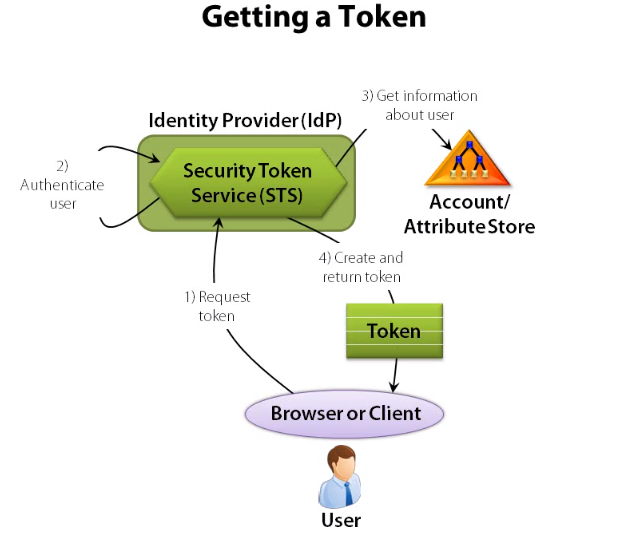 Getting a Token
3) Get information
about user
Identity Provider (IdP)
2)
Authenticate
user
Security Token
Service (STS)
Account/
Attribute Store
4) Create and
return token
1) Request
token
Token
Browser or Client
User